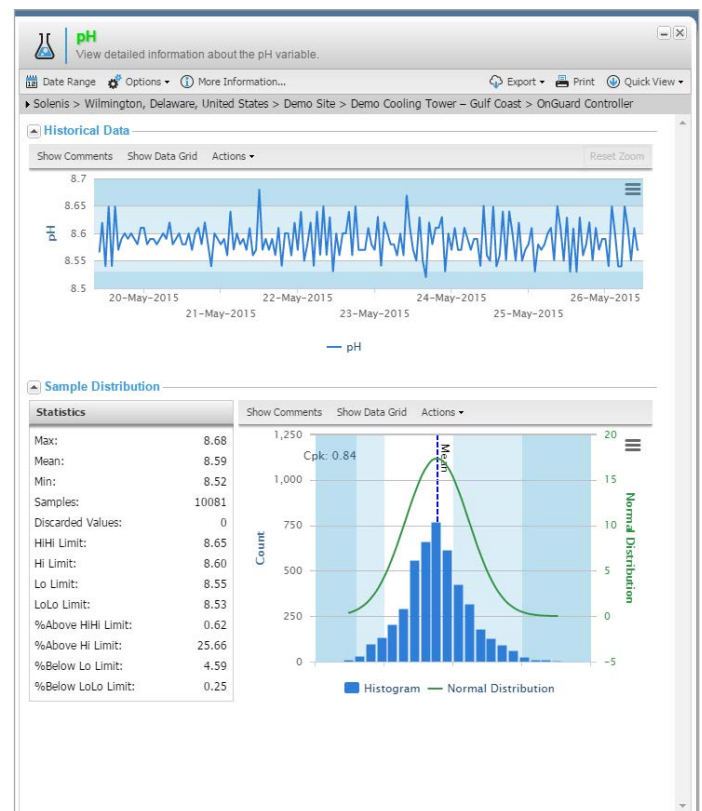 pH
View detailed information about the pH variable.
Date Range Options More Information... Export Print Quick View
Solenis > Wilmington, Delaware, United States > Demo Site > Demo Cooling Tower – Gulf Coast > OnGuard Controller
Historical Data
Show Comments Show Data Grid Actions Reset Zoom
8.7
8.65
8.6
8.55
8.5
pH
20-May-2015 22-May-2015 24-May-2015 26-May-2015
21-May-2015 23-May-2015 25-May-2015
pH
Sample Distribution
Statistics
Max: 8.68
Mean: 8.59
Min: 8.52
Samples: 10081
Discarded Values: 0
HiHi Limit: 8.65
Hi Limit: 8.60
Lo Limit: 8.55
LoLo Limit: 8.53
%Above HiHi Limit: 0.62
%Above Hi Limit: 25.66
%Below Lo Limit: 4.59
%Below LoLo Limit: 0.25
Show Comments Show Data Grid Actions
Cpk: 0.84
Mean
1,250
1,000
750
500
250
0
Count
20
15
10
5
0
-5
Normal Distribution
Histogram Normal Distribution